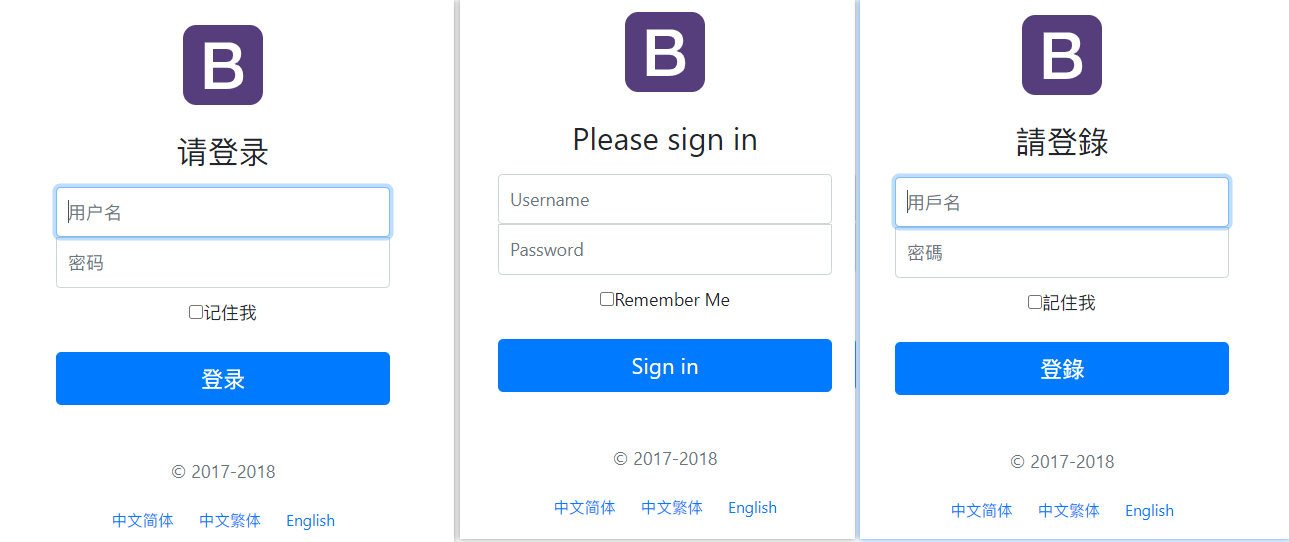 B
请登录
用户名
密码
记住我
登录
© 2017-2018
中文简体 中文繁体 English
B
Please sign in
Username
Password
Remember Me
Sign in
© 2017-2018
中文简体 中文繁体 English
B
請登錄
用戶名
密碼
記住我
登錄
© 2017-2018
中文简体 中文繁体 English